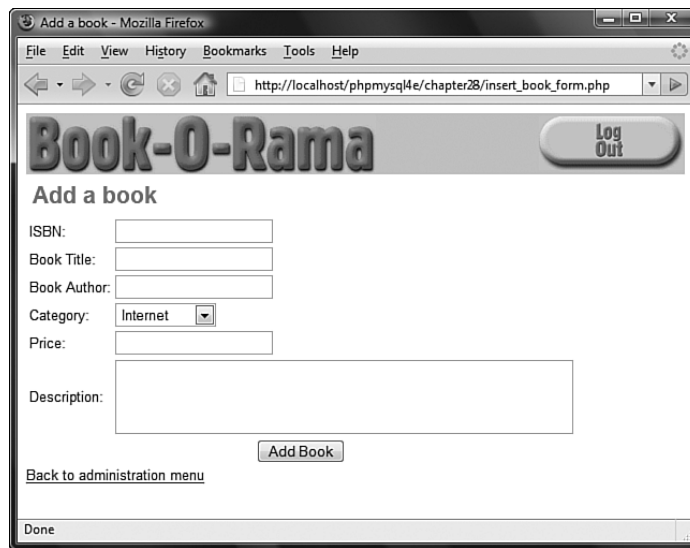 Add a book - Mozilla Firefox
File Edit View History Bookmarks Tools Help
http://localhost/phpmysql4e/chapter28/insert_book_form.php
Book-O-Rama
Log Out
Add a book
ISBN:
Book Title:
Book Author:
Category: Internet
Price:
Description:
Add Book
Back to administration menu
Done